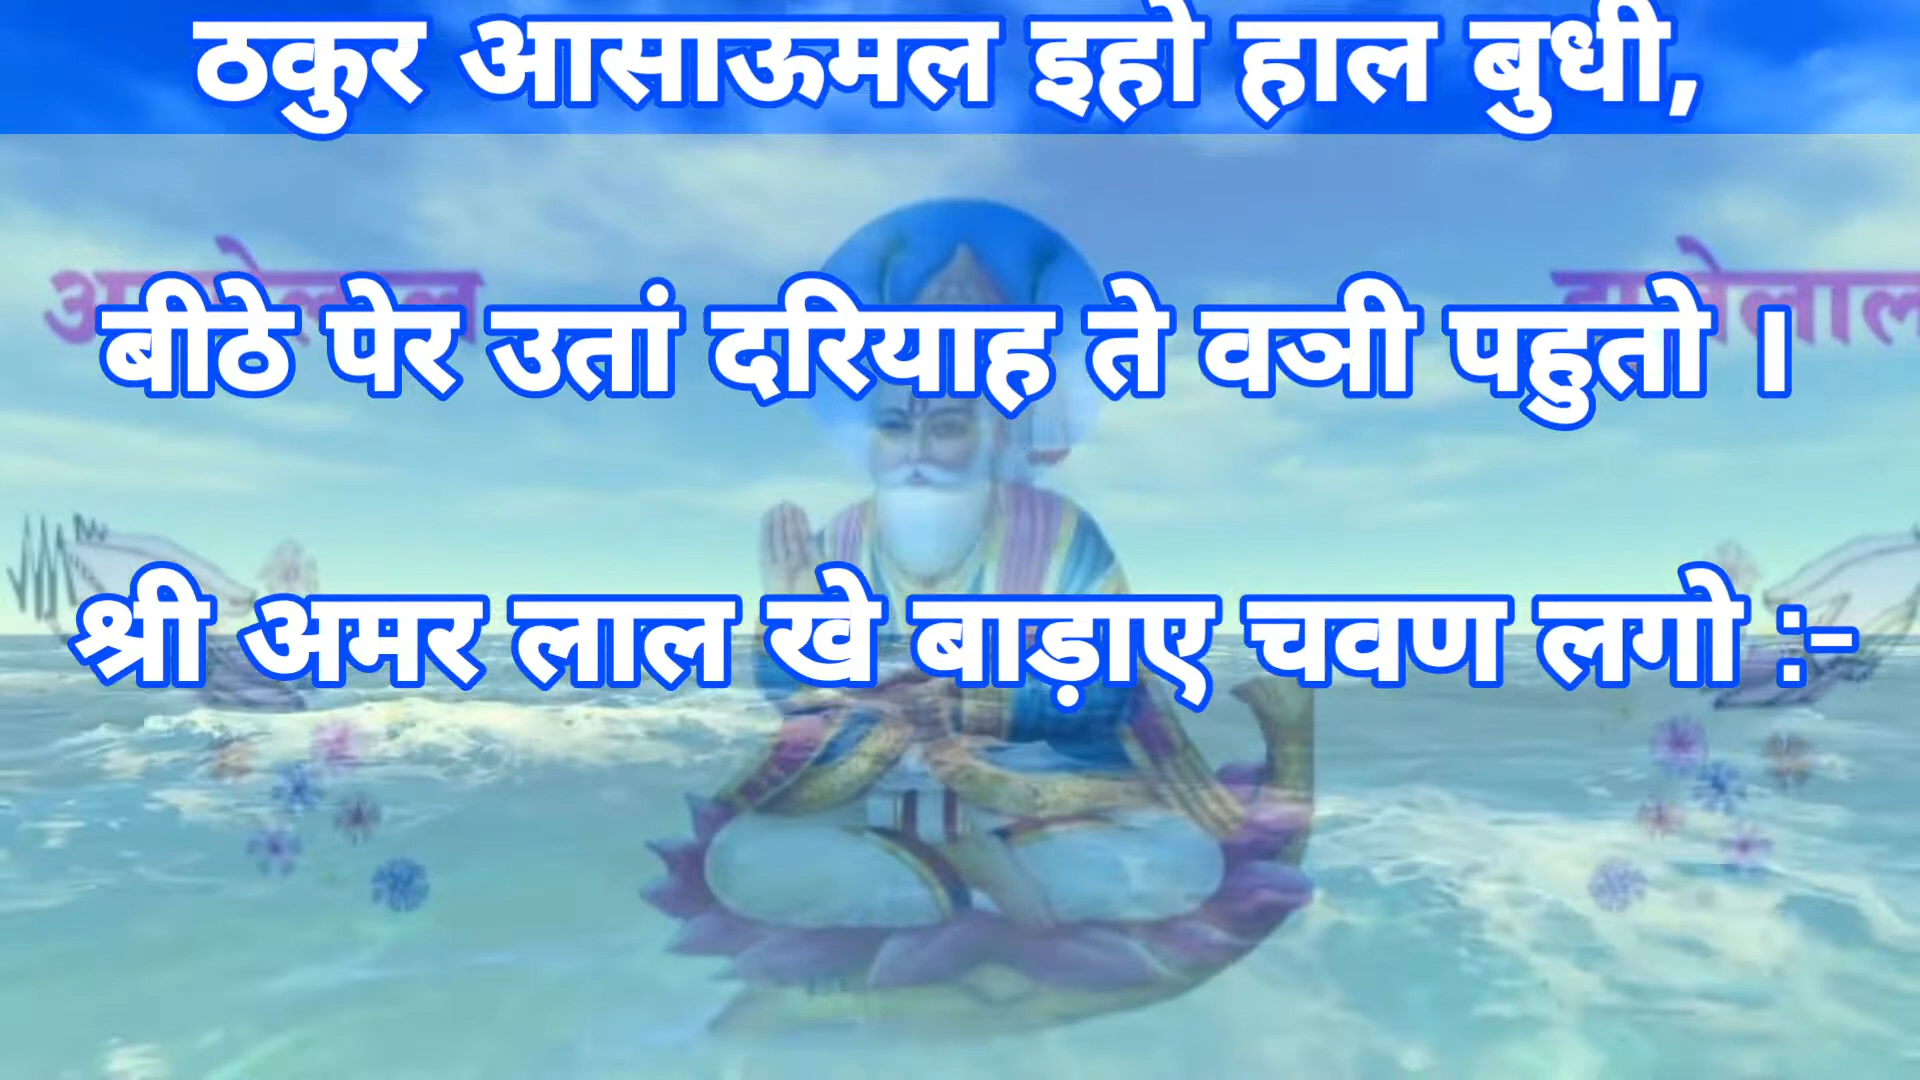 ठकुर आसाऊमल इहो हाल बुधी,
बीठे पेर उतां दरियाह ते वञी पहुतो ।
श्री अमर लाल खे बाड़ाए चवण लगो :-